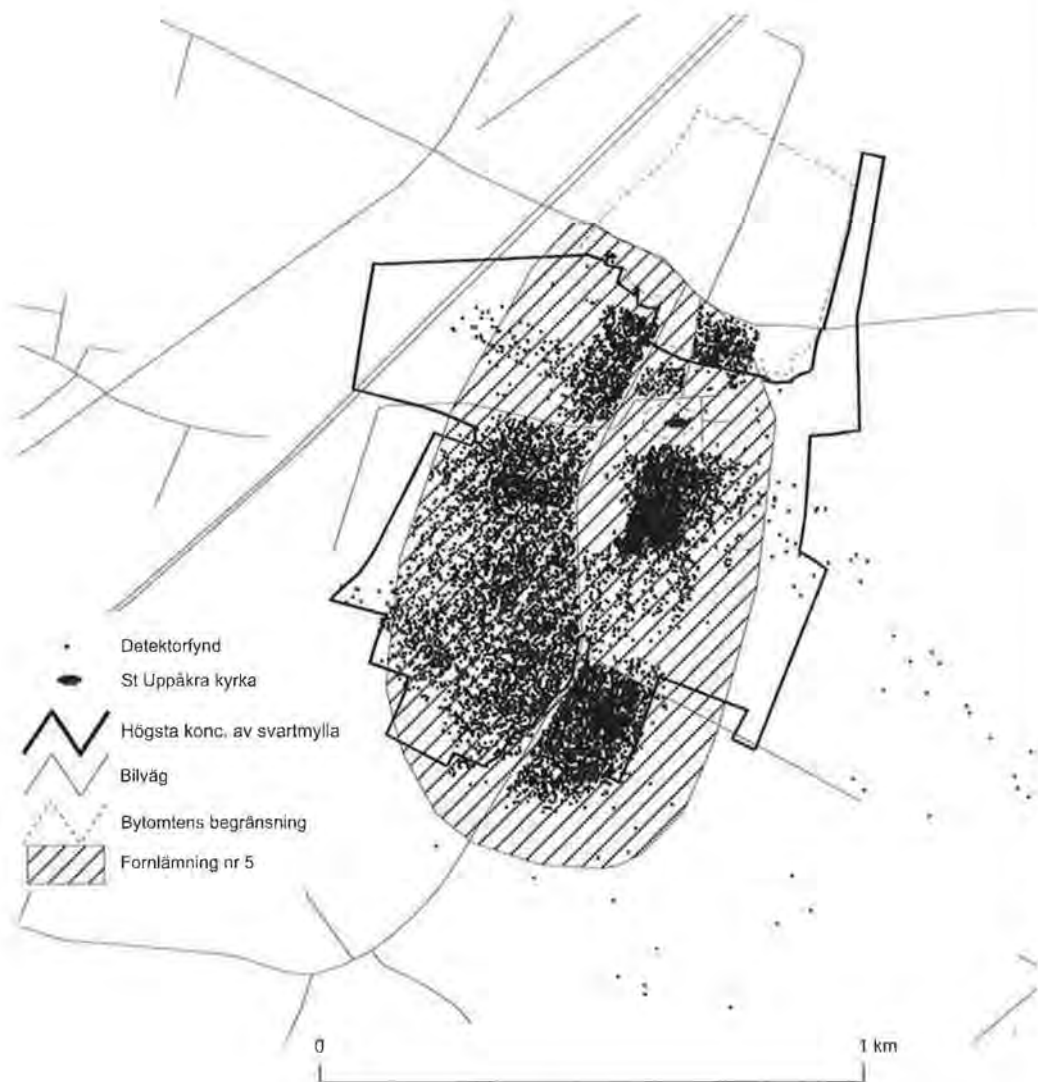 Detektorfynd
St Uppåkra kyrka
Högsta konc. av svartmylla
Bilväg
Bytomtens begränsning
Fornlämning nr 5
0 1 km